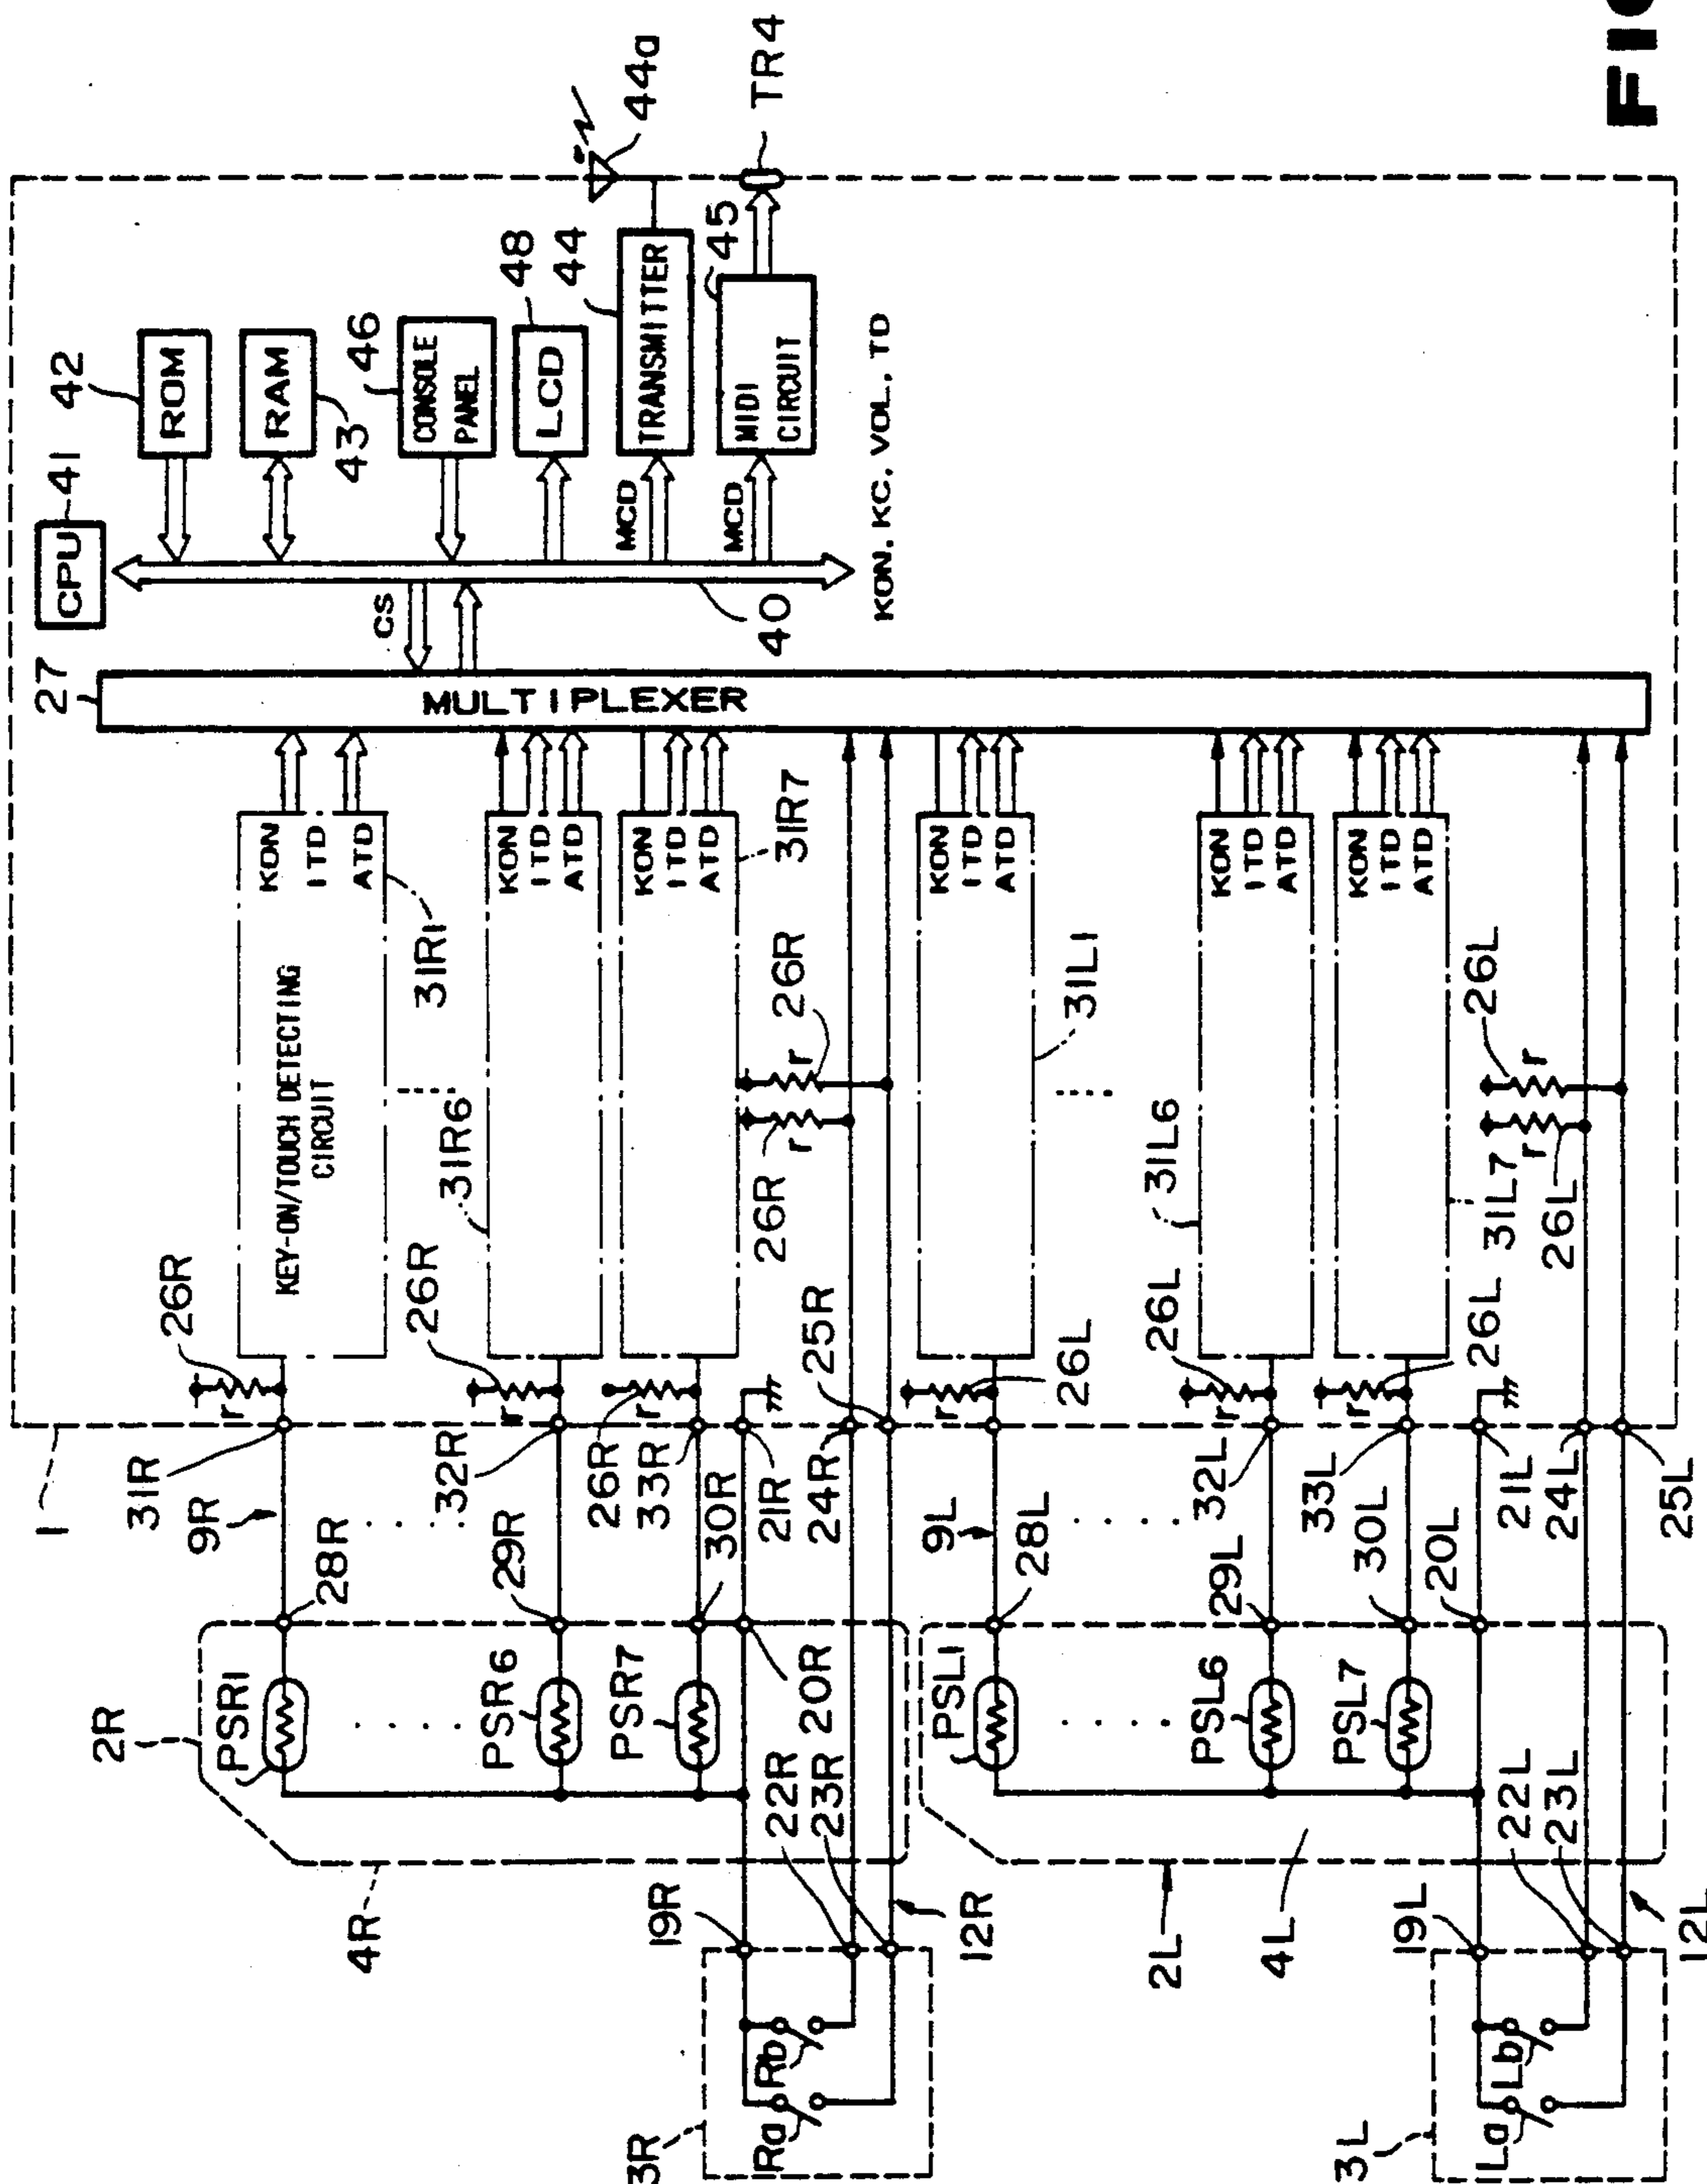 FIG
44a
TR4
CPU
41
42
ROM
RAM
43
46
CONSOLE
PANEL
48
LCD
44
TRANSMITTER
45
MIDI
CIRCUIT
MCD
MCD
CS
40
KON, KC, VOL, TD
27
MULTIPLEXER
KON
ITD
ATD
KEY-ON/TOUCH DETECTING
CIRCUIT
31R1
KON
ITD
ATD
31R6
KON
ITD
ATD
31R7
26R
r
26R
r
KON
ITD
ATD
31L1
KON
ITD
ATD
31L6
KON
ITD
ATD
31L7
26L
r
26L
r
1
31R
26R
r
9R
28R
32R
26R
r
29R
26R
r
33R
30R
21R
24R
25R
26L
r
9L
28L
26L
r
32L
29L
26L
r
33L
30L
20L
21L
24L
25L
2R
PSR1
PSR6
PSR7
20R
22R
23R
4R
19R
12R
3R
Ra
Rb
PSL1
PSL6
PSL7
22L
23L
2L
4L
19L
12L
3L
La
Lb